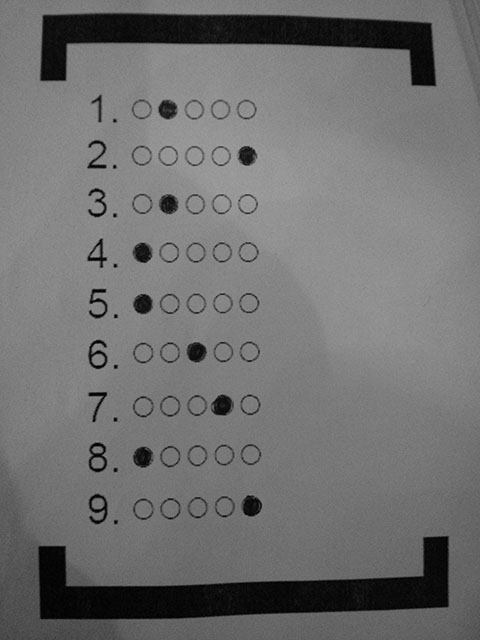 1. ○ ● ○ ○ ○
2. ○ ○ ○ ○ ●
3. ○ ● ○ ○ ○
4. ● ○ ○ ○ ○
5. ● ○ ○ ○ ○
6. ○ ○ ● ○ ○
7. ○ ○ ○ ● ○
8. ● ○ ○ ○ ○
9. ○ ○ ○ ○ ●